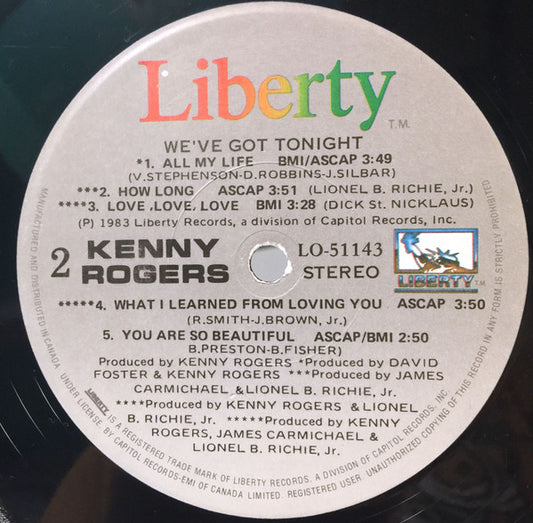 Liberty T.M.
WE'VE GOT TONIGHT
*1. ALL MY LIFE BMI/ASCAP 3:49
(V.STEPHENSON-D.ROBBINS-J.SILBAR)
***2. HOW LONG ASCAP 3:51 (LIONEL B. RICHIE, Jr.)
****3. LOVE,LOVE, LOVE BMI 3:28 (DICK St. NICKLAUS)
(P) 1983 Liberty Records, a division of Capitol Records, Inc.
2 KENNY ROGERS
LO-51143
STEREO
LIBERTY T.M.
*****4. WHAT I LEARNED FROM LOVING YOU ASCAP 3:50
(R.SMITH-J.BROWN, Jr.)
5. YOU ARE SO BEAUTIFUL ASCAP/BMI 2:50
(B.PRESTON-B.FISHER)
Produced by KENNY ROGERS *Produced by DAVID
FOSTER & KENNY ROGERS ***Produced by JAMES
CARMICHAEL &LIONEL B. RICHIE, Jr.
****Produced by KENNY ROGERS & LIONEL
B. RICHIE, Jr. *****Produced by KENNY
ROGERS, JAMES CARMICHAEL &
LIONEL B. RICHIE, Jr.
MANUFACTURED AND DISTRIBUTED IN CANADA UNDER LICENSE BY CAPITOL RECORDS-EMI OF CANADA LIMITED. REGISTERED USER. UNAUTHORIZED COPYING OF THIS RECORD IN ANY FORM IS STRICTLY PROHIBITED
LIBERTY IS A REGISTERED TRADE MARK OF LIBERTY RECORDS. A DIVISION OF CAPITOL RECORDS, INC.